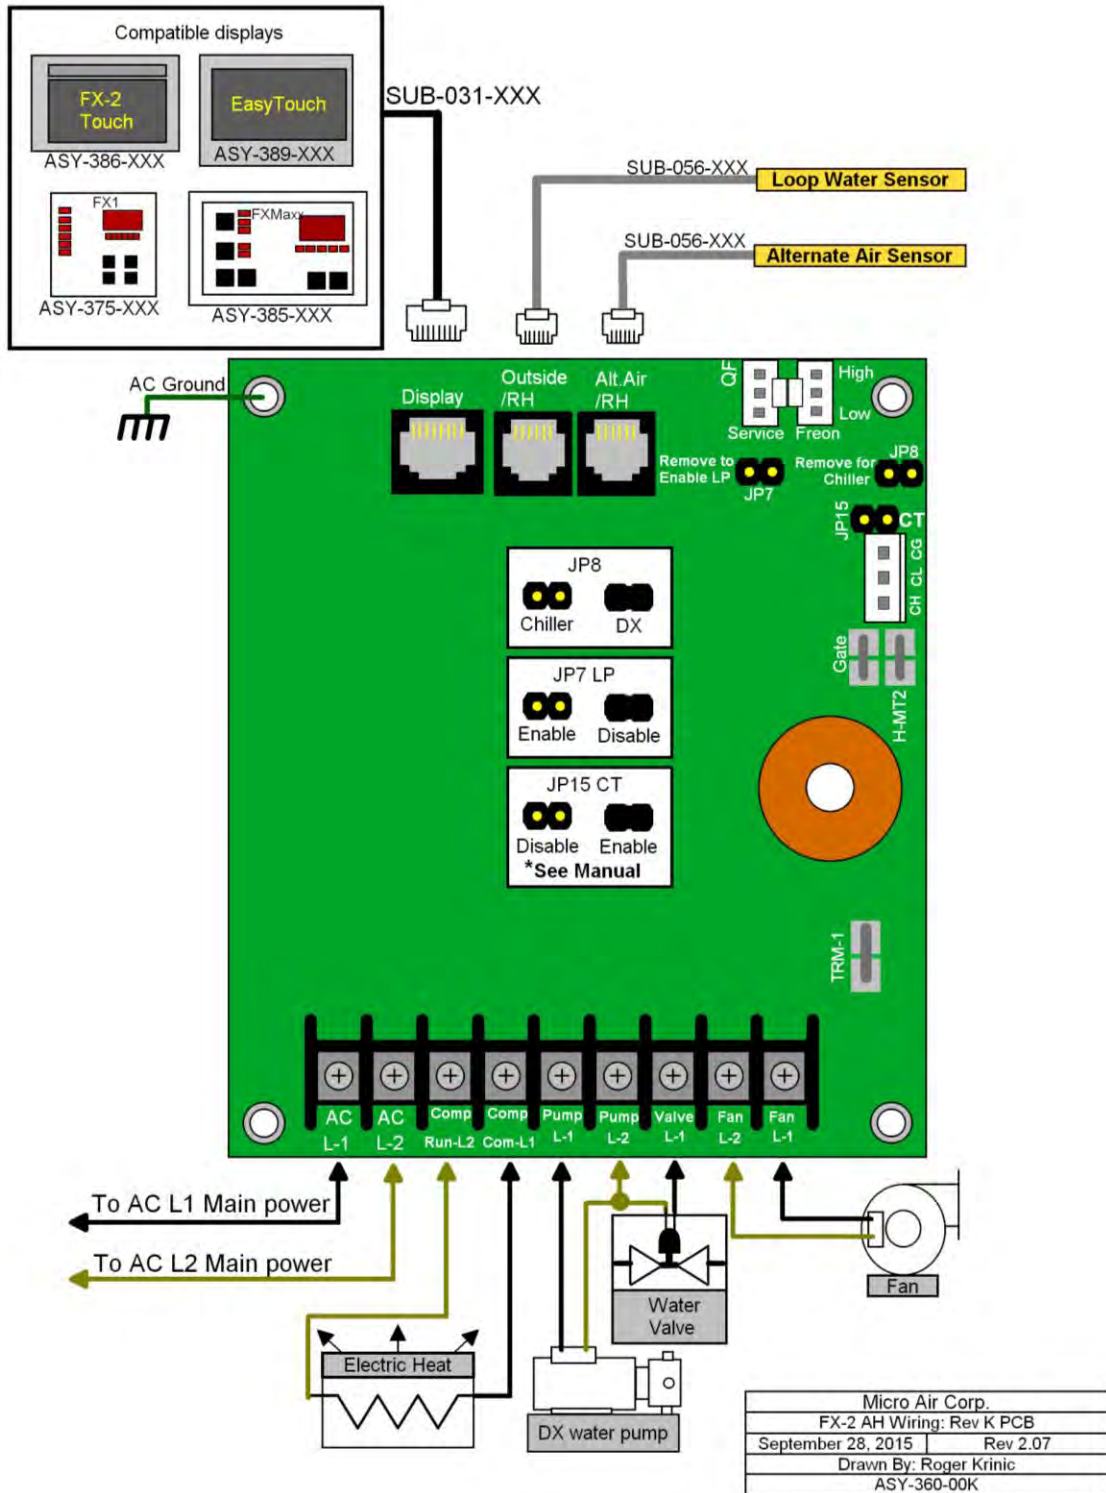 Compatible displays
FX-2
Touch
EasyTouch
ASY-386-XXX
ASY-389-XXX
FX1
FXMaxx
ASY-375-XXX
ASY-385-XXX
SUB-031-XXX
SUB-056-XXX
Loop Water Sensor
SUB-056-XXX
Alternate Air Sensor
AC Ground
Display
Outside
/RH
Alt.Air
/RH
QF
Service
Freon
High
Low
Remove to
Enable LP
JP7
Remove for
Chiller
JP8
JP15
CT
CH CL CG
Gate
H-MT2
TRM-1
JP8
Chiller
DX
JP7 LP
Enable
Disable
JP15 CT
Disable
Enable
*See Manual
AC
L-1
AC
L-2
Comp
Run-L2
Comp
Com-L1
Pump
L-1
Pump
L-2
Valve
L-1
Fan
L-2
Fan
L-1
To AC L1 Main power
To AC L2 Main power
Electric Heat
DX water pump
Water
Valve
Fan
Micro Air Corp.
FX-2 AH Wiring: Rev K PCB
September 28, 2015 Rev 2.07
Drawn By: Roger Krinic
ASY-360-00K